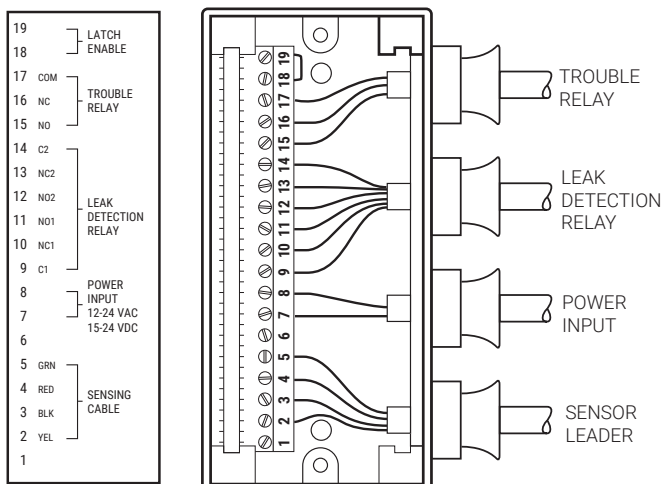 19
18
LATCH
ENABLE
17 COM
16 NC
15 NO
TROUBLE
RELAY
14 C2
13 NC2
12 NO2
11 NO1
10 NC1
9 C1
LEAK
DETECTION
RELAY
8
7
POWER
INPUT
12-24 VAC
15-24 VDC
6
5 GRN
4 RED
3 BLK
2 YEL
SENSING
CABLE
1
19
18
17
16
15
14
13
12
11
10
9
8
7
6
5
4
3
2
1
TROUBLE
RELAY
LEAK
DETECTION
RELAY
POWER
INPUT
SENSOR
LEADER